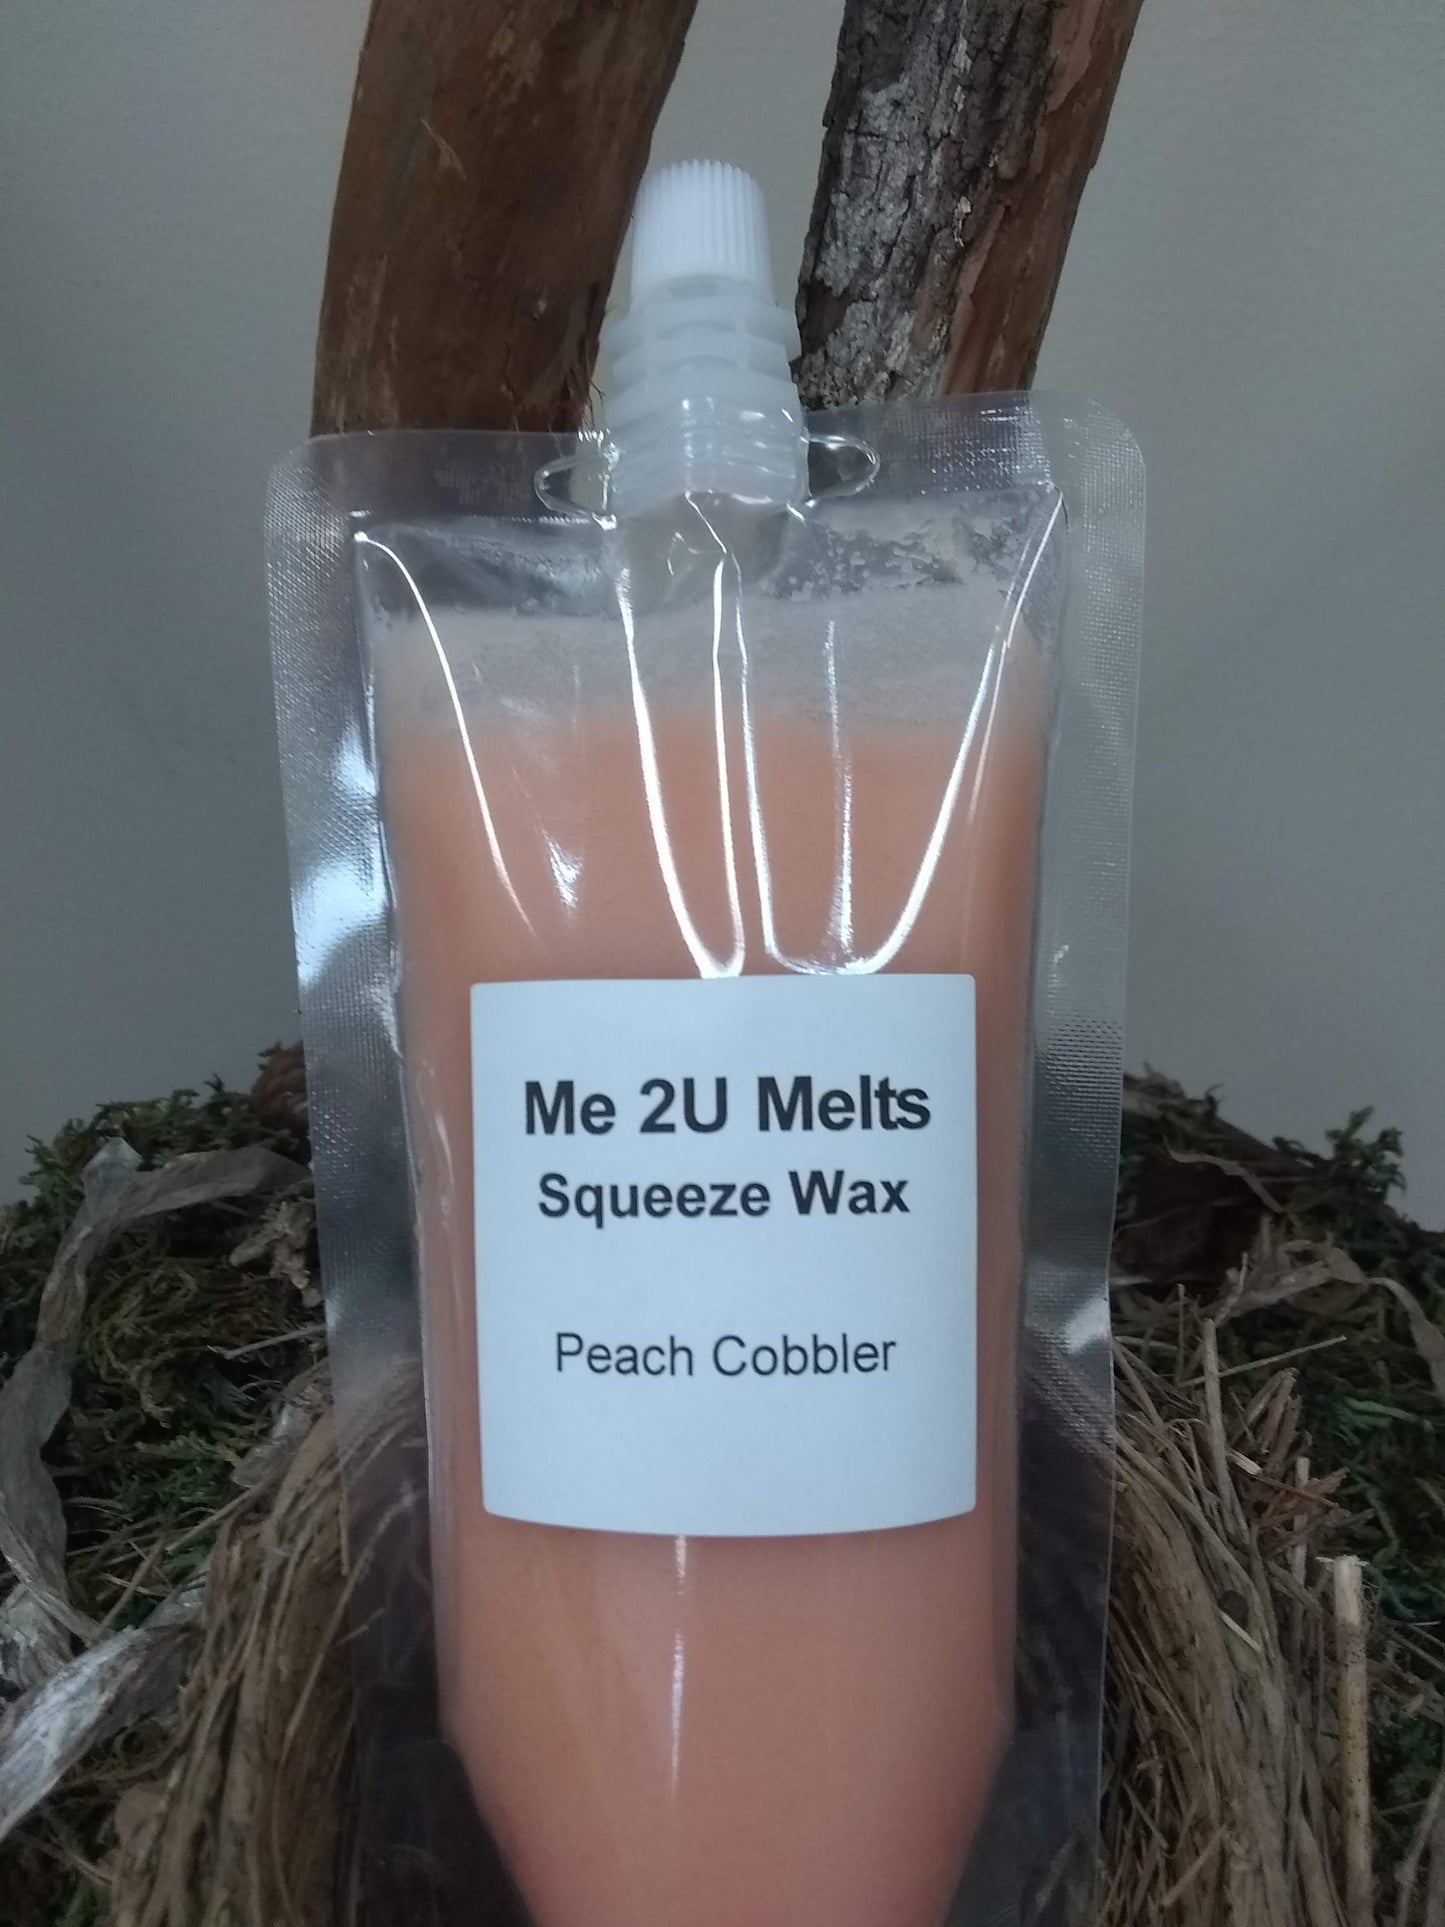 Me 2U Melts
Squeeze Wax
Peach Cobbler